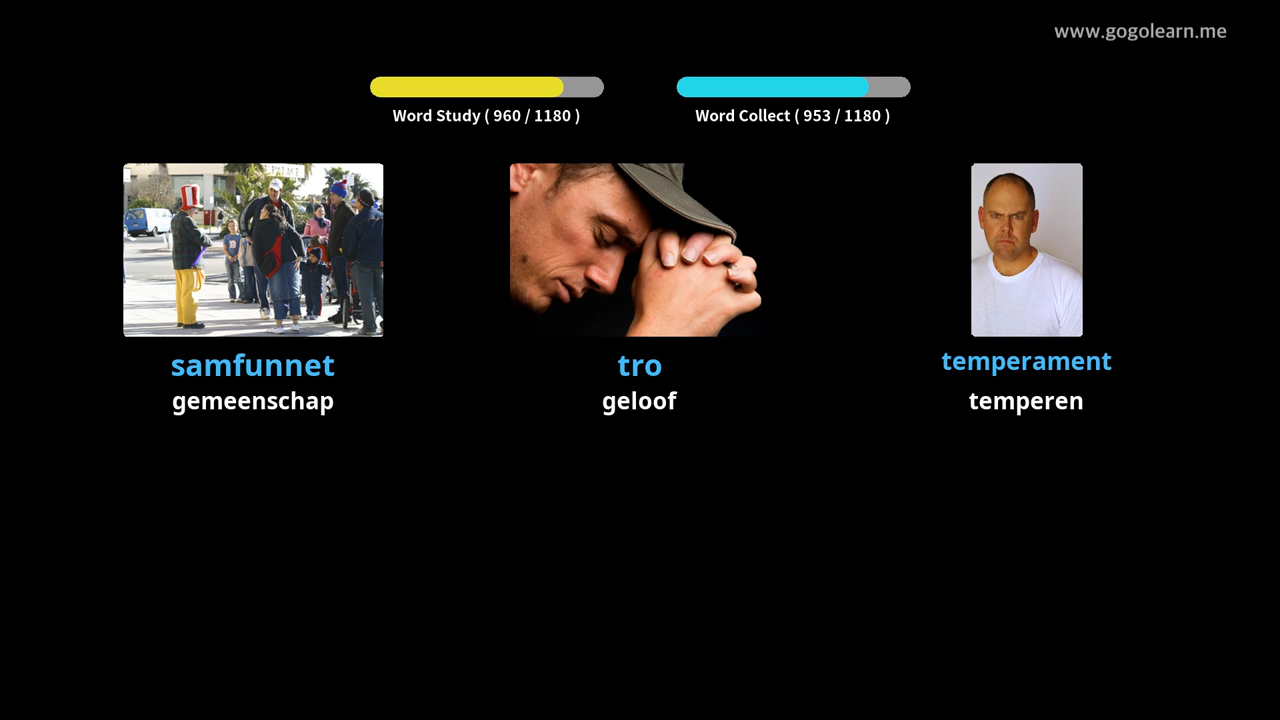 www.gogolearn.me
Word Study ( 960 / 1180 )
Word Collect ( 953 / 1180 )
samfunnet
tro
temperament
gemeenschap
geloof
temperen